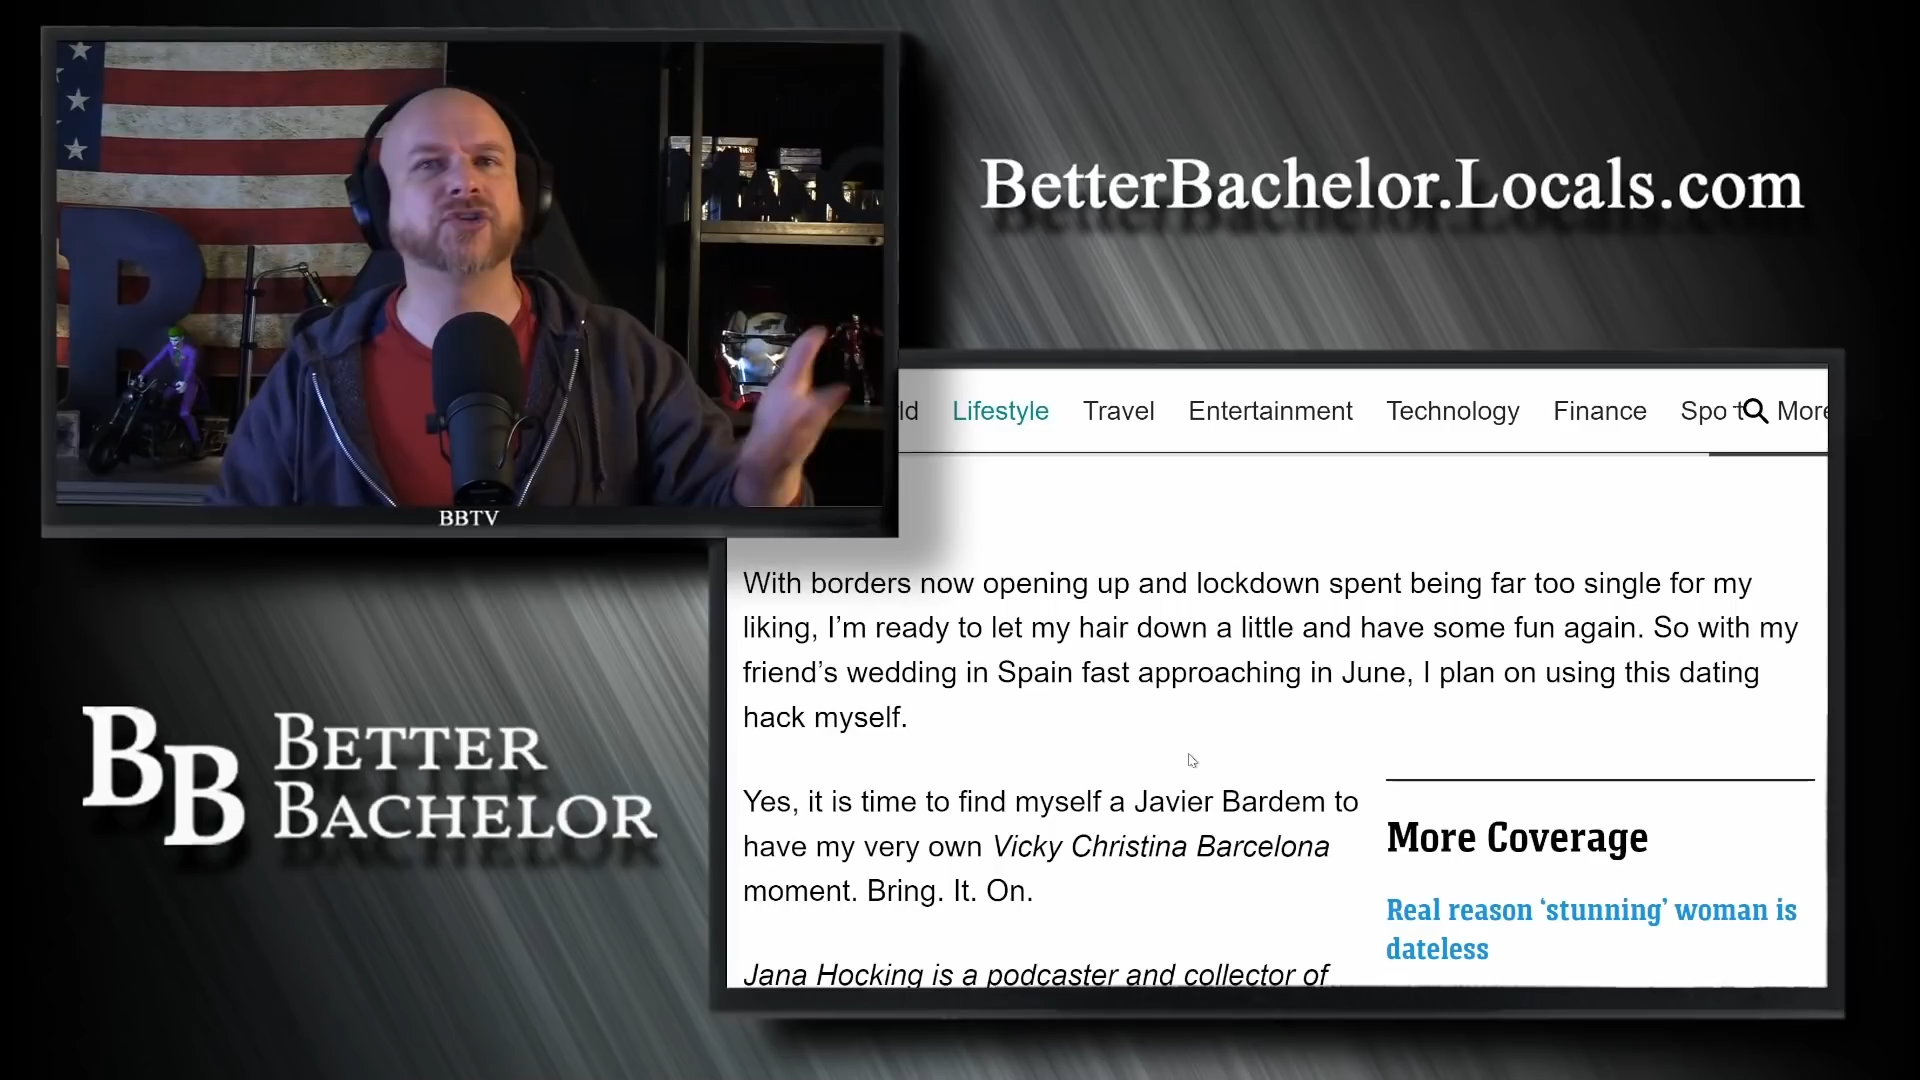 BetterBachelor.Locals.com
BBTV
ld Lifestyle Travel Entertainment Technology Finance Spo t More
With borders now opening up and lockdown spent being far too single for my
liking, I’m ready to let my hair down a little and have some fun again. So with my
friend’s wedding in Spain fast approaching in June, I plan on using this dating
hack myself.
Yes, it is time to find myself a Javier Bardem to
have my very own Vicky Christina Barcelona
moment. Bring. It. On.
Jana Hocking is a podcaster and collector of
More Coverage
Real reason ‘stunning’ woman is
dateless
BB BETTER
BACHELOR